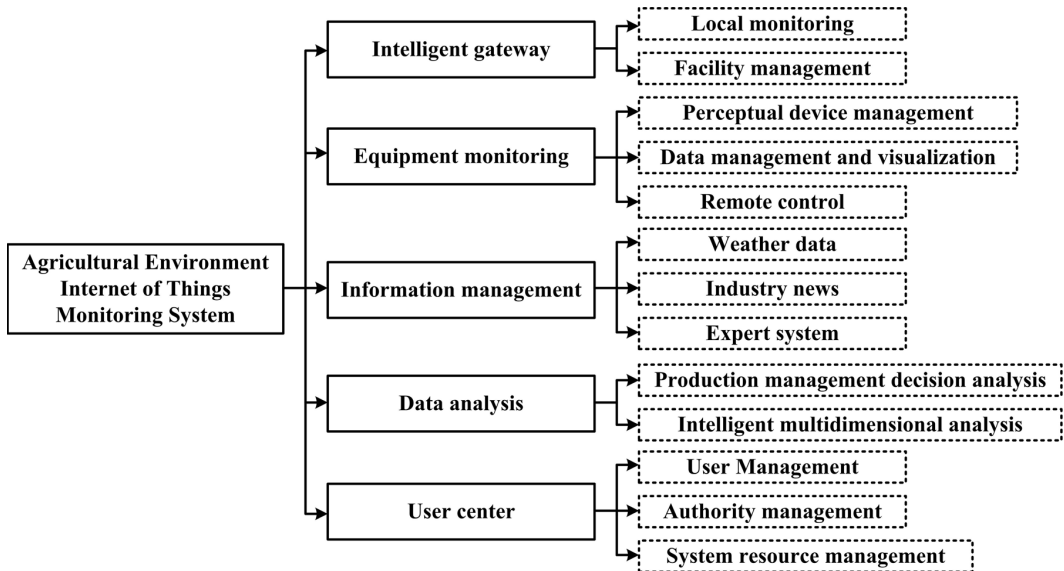 Agricultural Environment
Internet of Things
Monitoring System
Intelligent gateway
Local monitoring
Facility management
Equipment monitoring
Perceptual device management
Data management and visualization
Remote control
Information management
Weather data
Industry news
Expert system
Data analysis
Production management decision analysis
Intelligent multidimensional analysis
User center
User Management
Authority management
System resource management